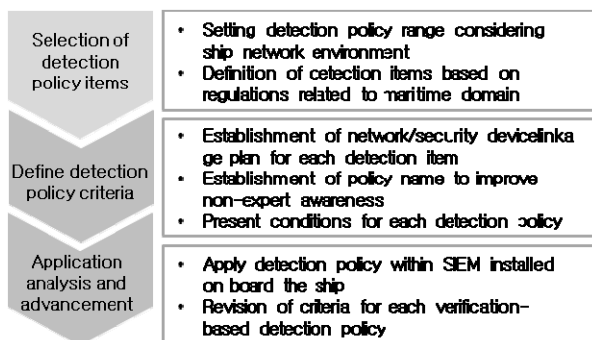 Selection of
detection
policy items
• Setting detection policy range considering
ship network environment
• Definition of cetection items based on
regulations related to maritime domain
Define detection
policy criteria
• Establishment of network/security devicelinka
ge plan for each detection item
• Establishment of policy name to improve
non-expert awareness
• Present conditions for each detection policy
Application
analysis and
advancement
• Apply detection policy within SIEM installed
on board the ship
• Revision of criteria for each verification-
based detection policy